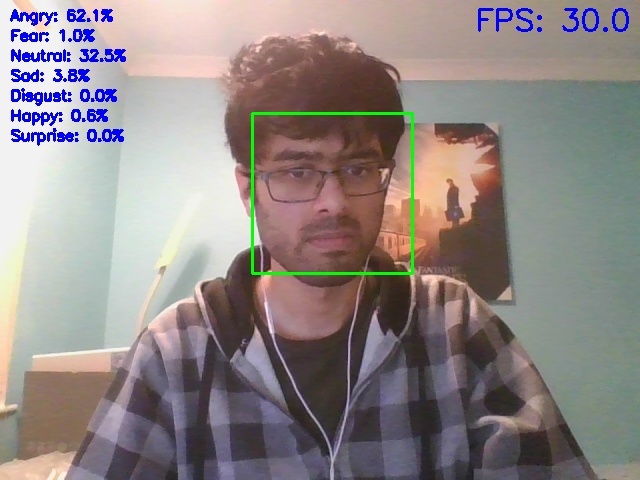 Angry: 62.1%
FPS: 30.0
Fear: 1.0%
Neutral: 32.5%
Sad: 3.8%
Disgust: 0.0%
Happy: 0.6%
Surprise: 0.0%
FANTASTIC